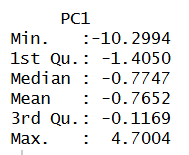 PC1
Min.   :-10.2994
1st Qu.: -1.4050
Median : -0.7747
Mean   : -0.7652
3rd Qu.: -0.1169
Max.   :  4.7004